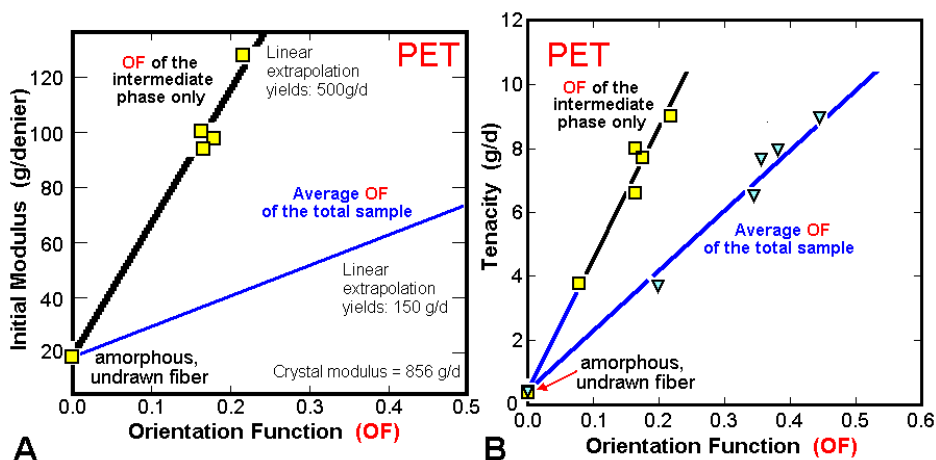 PET
OF of the
intermediate
phase only
Linear
extrapolation
yields: 500g/d
Average OF
of the total sample
Linear
extrapolation
yields: 150 g/d
amorphous,
undrawn fiber
Crystal modulus = 856 g/d
Initial Modulus (g/denier)
120
100
80
60
40
20
0
0.0 0.1 0.2 0.3 0.4 0.5
Orientation Function (OF)
A
PET
OF of the
intermediate
phase only
Average OF
of the total sample
amorphous,
undrawn fiber
Tenacity (g/d)
12
10
8
6
4
2
0
0.0 0.1 0.2 0.3 0.4 0.5 0.6
Orientation Function (OF)
B